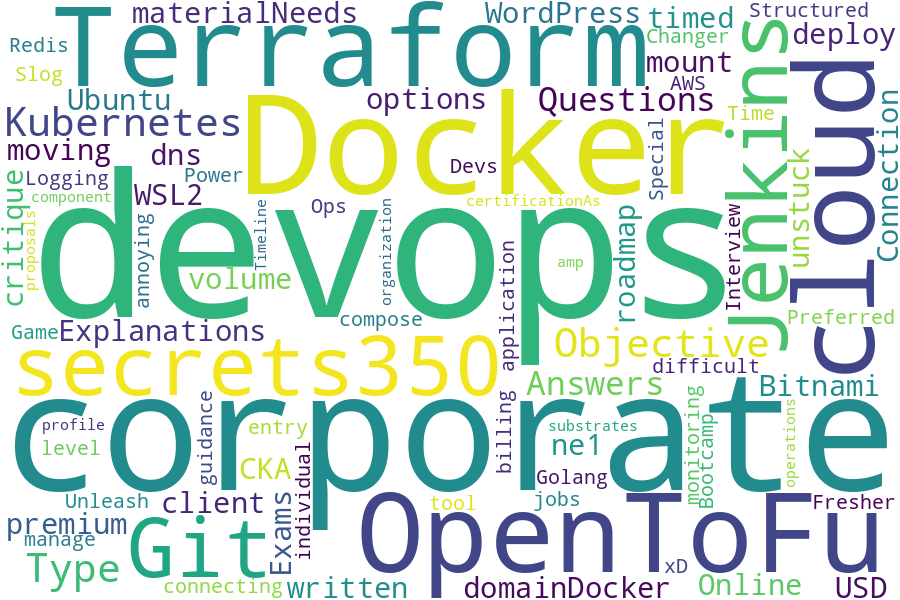 materialNeeds
WordPress
timed
Structured
Terraform
Redis
Changer
deploy
Slog
mount
AWS
Ubuntu
options
Questions
Time
Jenkins
cloud
Kubernetes
Docker
moving
dns
Devs
Special
Connection
Logging
Power
WSL2
component
certificationAs
Ops
critique
proposals
annoying
devops
Timeline
organization
roadmap
Interview
unstuck
volume
amp
application
compose
Preferred
Game
Explanations
Objective
secrets350
difficult
Answers
Bitnami
corporate
guidance
billing
monitoring
Bootcamp
operations
profile
entry
substrates
level
ne1
CKA
individual
Golang
Unleash
client
Exams
tool
jobs
Fresher
premium
Git
OpenToFu
manage
Type
xD
connecting
written
domainDocker
Online
USD